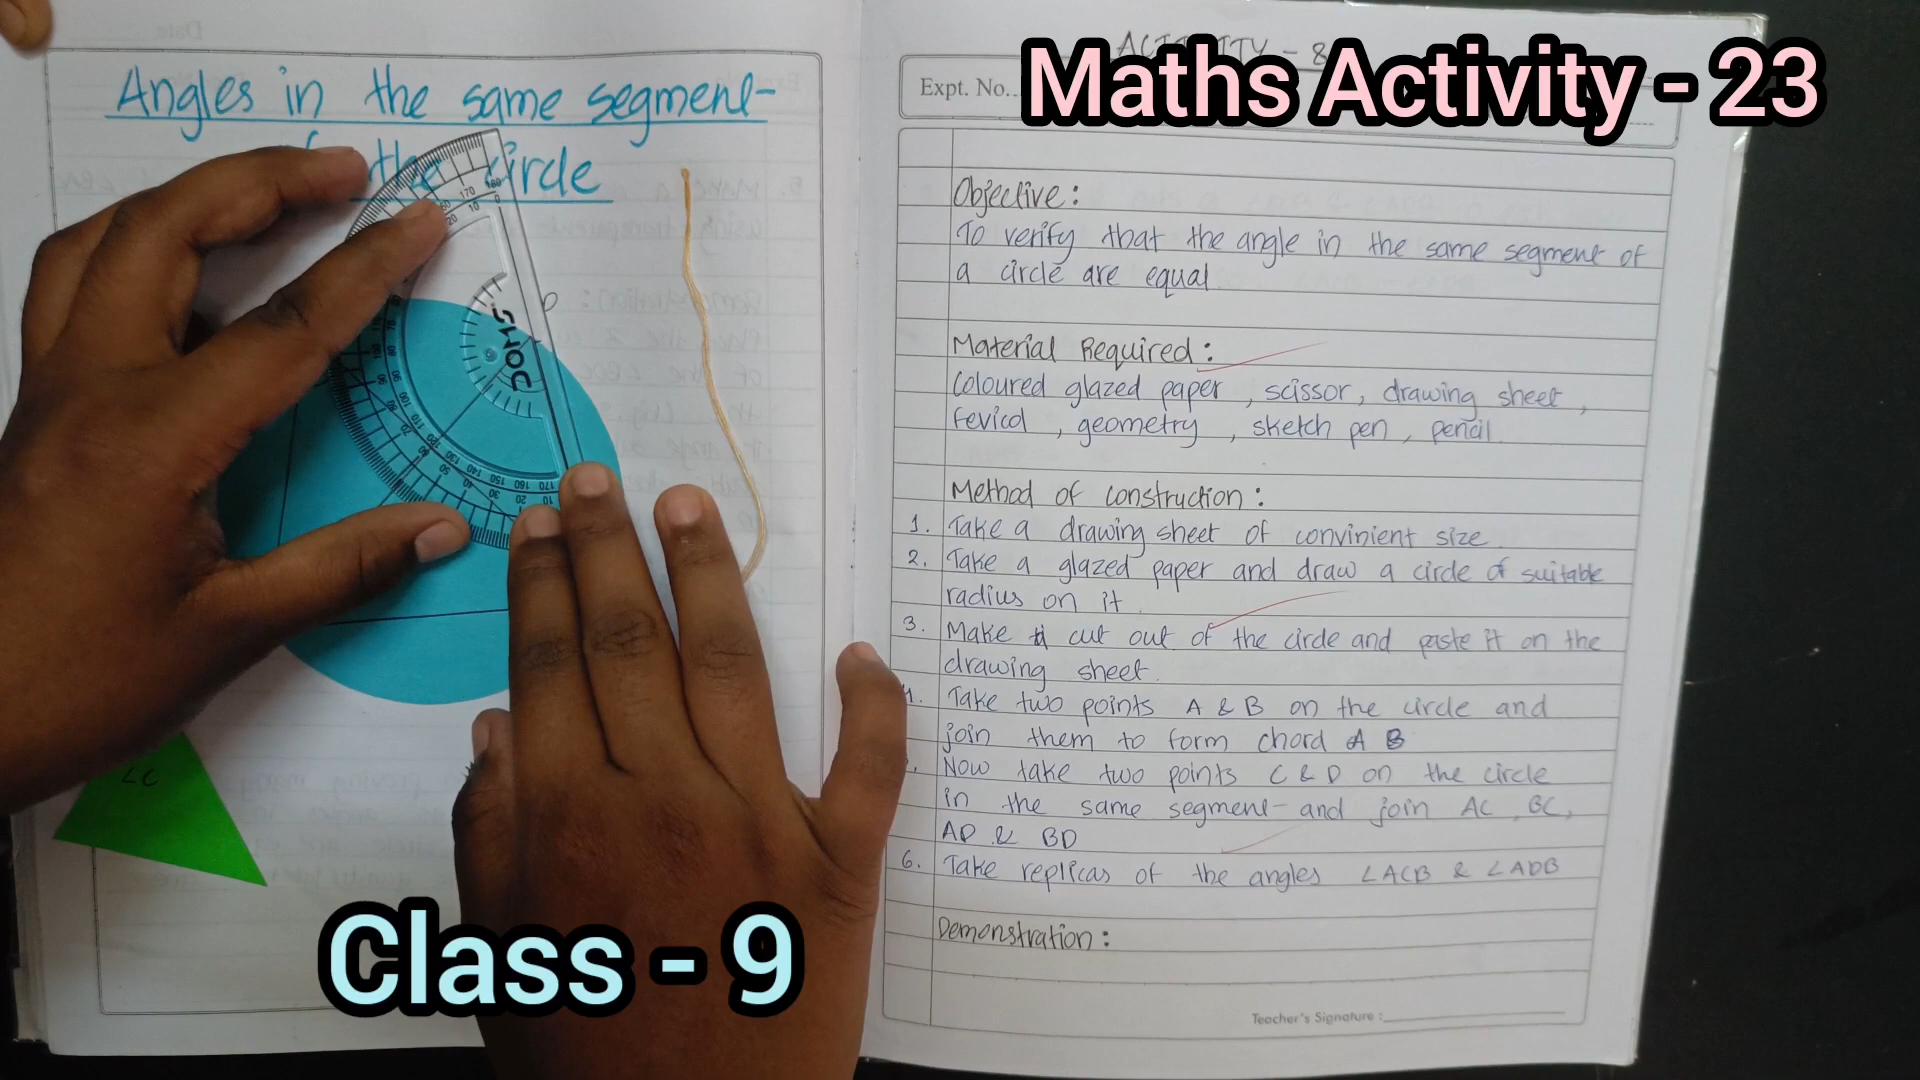 Angles in the same segment
the circle
JOMS
∠C
ACTIVITY - 8
Maths Activity - 23
Expt. No.
Objective :
To verify that the angle in the same segment of
a circle are equal.
Material Required :
Coloured glazed paper , scissor, drawing sheet ,
Fevicol , geometry , sketch pen, pencil.
Method of construction :
1. Take a drawing sheet of convinient size.
2. Take a glazed paper and draw a circle of suitable
radius on it.
3. Make a cut out of the circle and paste it on the
drawing sheet.
4. Take two points A & B on the circle and
join them to form chord A B
Now take two points C & D on the circle
in the same segment and join AC , BC,
AD & BD
6. Take replicas of the angles ∠ACB & ∠ADB
Demonstration :
Teacher's Signature :
Class - 9